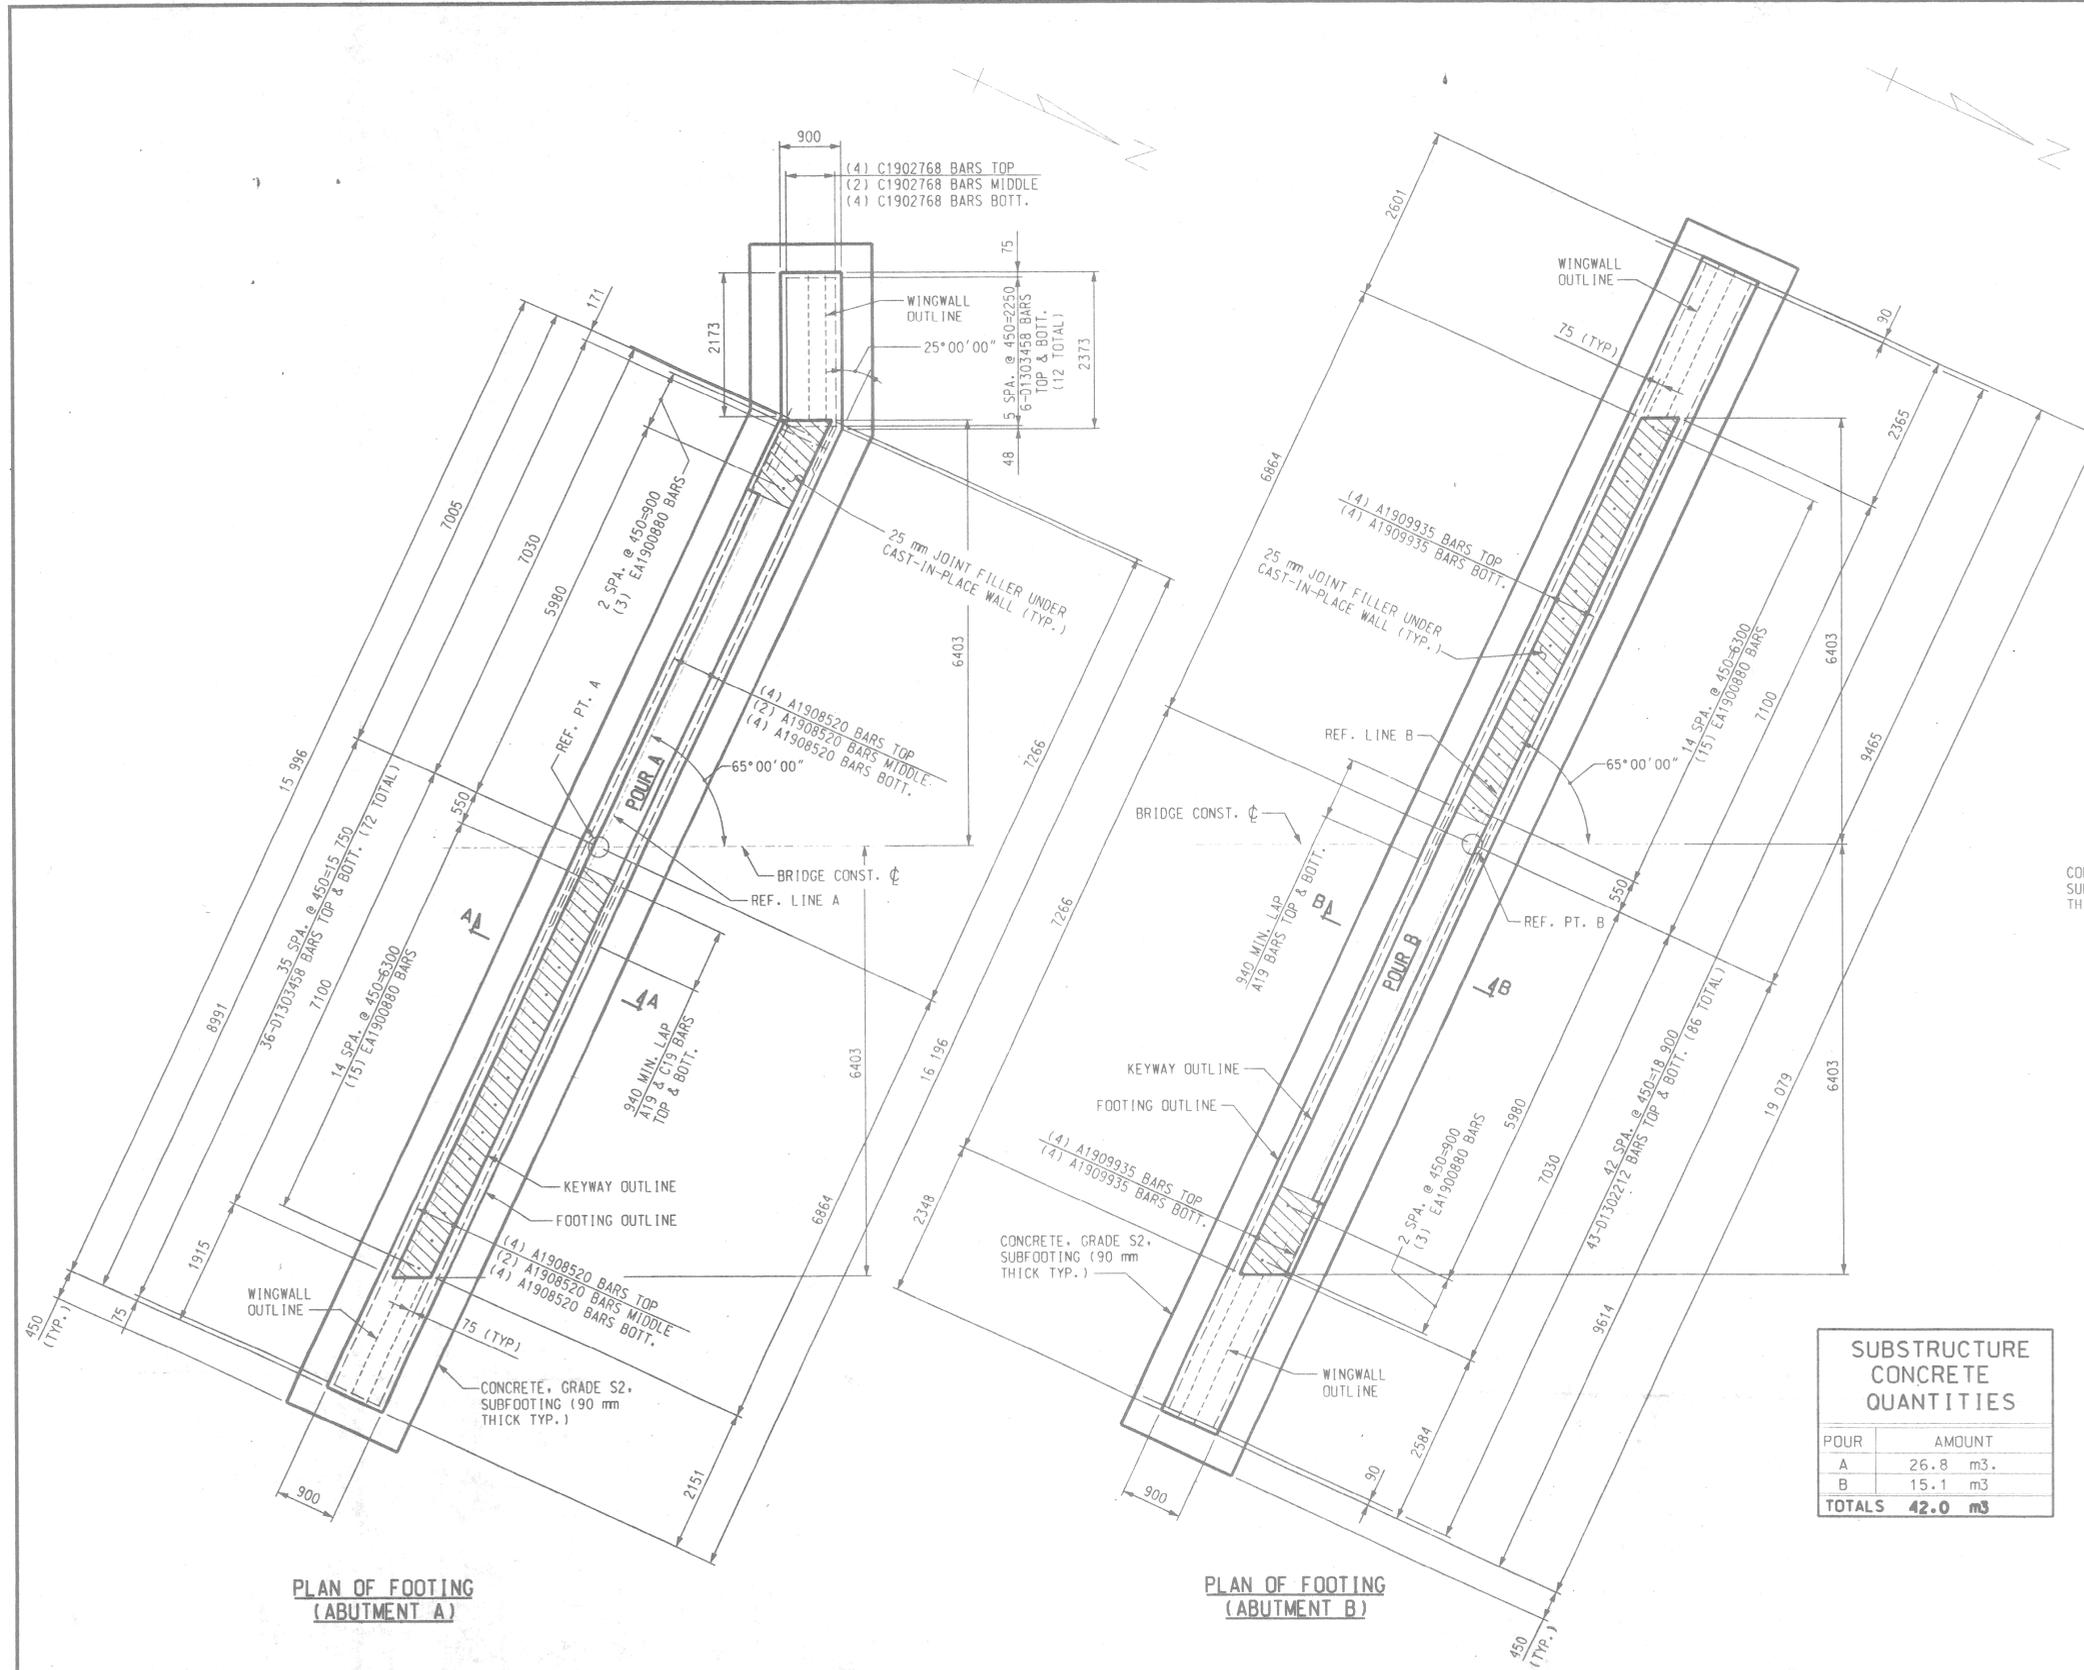 900
(4) C1902768 BARS TOP
(2) C1902768 BARS MIDDLE
(4) C1902768 BARS BOTT.
75
5 SPA. @ 450=2250
6-D1303458 BARS
TOP & BOTT.
(12 TOTAL)
2373
48
2173
WINGWALL
OUTLINE
25°00'00"
171
7005
7030
5980
2 SPA. @ 450=900
(3) EA1900880 BARS
25 mm JOINT FILLER UNDER
CAST-IN-PLACE WALL (TYP.)
6403
7266
15 996
REF. PT. A
POUR A
(4) A1908520 BARS TOP
(2) A1908520 BARS MIDDLE
(4) A1908520 BARS BOTT.
65°00'00"
550
BRIDGE CONST. ℄
REF. LINE A
35 SPA. @ 450=15 750
36-D1303458 BARS TOP & BOTT. (72 TOTAL)
8991
7100
14 SPA. @ 450=6300
(15) EA1900880 BARS
A
A
940 MIN. LAP
A19 & C19 BARS
TOP & BOTT.
6403
16 196
6864
KEYWAY OUTLINE
FOOTING OUTLINE
1915
450
(TYP.)
75
WINGWALL
OUTLINE
(4) A1908520 BARS TOP
(2) A1908520 BARS MIDDLE
(4) A1908520 BARS BOTT.
75 (TYP)
CONCRETE, GRADE S2,
SUBFOOTING (90 mm
THICK TYP.)
900
2151
PLAN OF FOOTING
(ABUTMENT A)
N
N
2601
WINGWALL
OUTLINE
75 (TYP)
90
2365
6864
(4) A1909935 BARS TOP
(4) A1909935 BARS BOTT.
25 mm JOINT FILLER UNDER
CAST-IN-PLACE WALL (TYP.)
6403
14 SPA. @ 450=6300
(15) EA1900880 BARS
7100
9465
REF. LINE B
65°00'00"
BRIDGE CONST. ℄
550
REF. PT. B
7266
940 MIN. LAP
A19 BARS TOP & BOTT.
B
B
POUR B
KEYWAY OUTLINE
FOOTING OUTLINE
(4) A1909935 BARS TOP
(4) A1909935 BARS BOTT.
2348
CONCRETE, GRADE S2,
SUBFOOTING (90 mm
THICK TYP.)
2 SPA. @ 450=900
(3) EA1900880 BARS
5980
7030
42 SPA. @ 450=18 900
43-D1302212 BARS TOP & BOTT. (86 TOTAL)
19 079
6403
9614
WINGWALL
OUTLINE
2584
90
900
450
(TYP.)
PLAN OF FOOTING
(ABUTMENT B)
SUBSTRUCTURE
CONCRETE
QUANTITIES
POUR AMOUNT
A 26.8 m3.
B 15.1 m3
TOTALS 42.0 m3